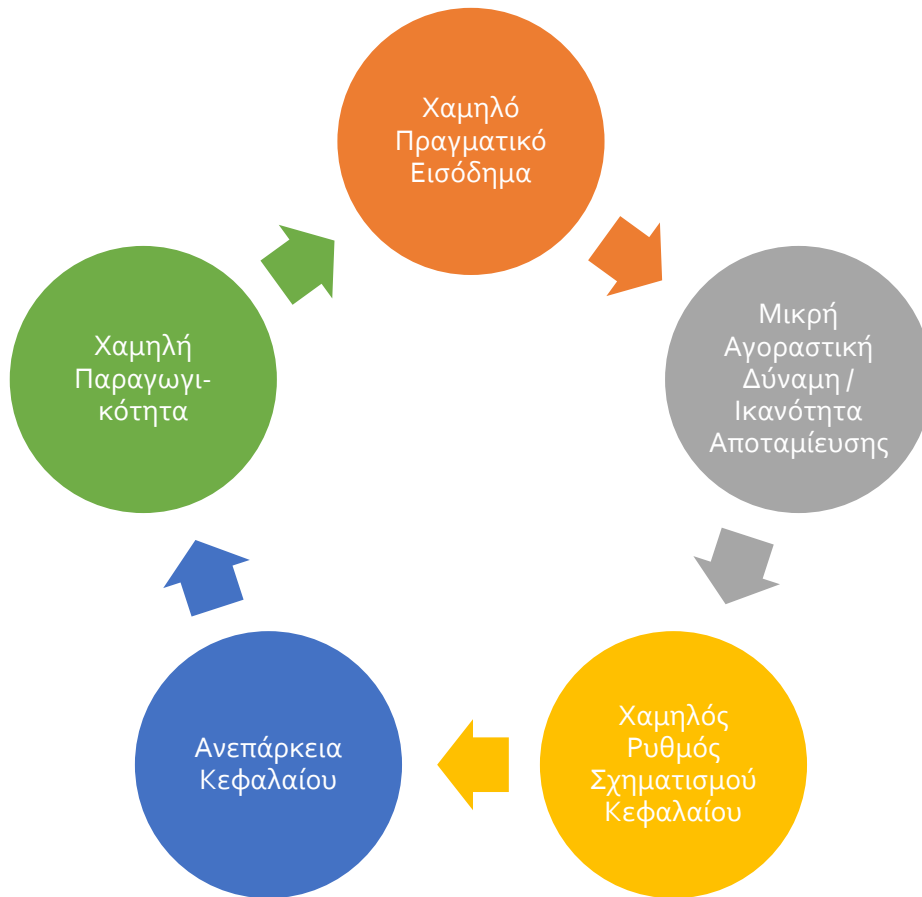 Χαμηλό
Πραγματικό
Εισόδημα
Μικρή
Αγοραστική
Δύναμη /
Ικανότητα
Αποταμίευσης
Χαμηλός
Ρυθμός
Σχηματισμού
Κεφαλαίου
Ανεπάρκεια
Κεφαλαίου
Χαμηλή
Παραγωγι-
κότητα